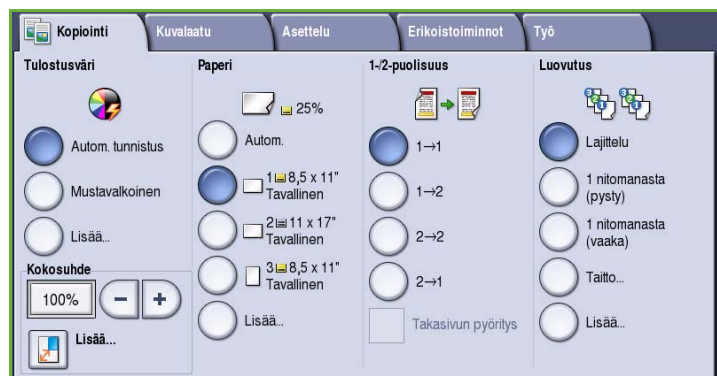 Kopiointi
Kuvalaatu
Asettelu
Erikoistoiminnot
Työ
Tulostusväri
Autom. tunnistus
Mustavalkoinen
Lisää...
Kokosuhde
100%
Lisää...
Paperi
25%
Autom.
1 8,5 x 11"
Tavallinen
2 11 x 17"
Tavallinen
3 8,5 x 11"
Tavallinen
Lisää...
1-/2-puolisuus
1→1
1→2
2→2
2→1
Takasivun pyöritys
Luovutus
Lajittelu
1 nitomanasta
(pysty)
1 nitomanasta
(vaaka)
Taitto...
Lisää...